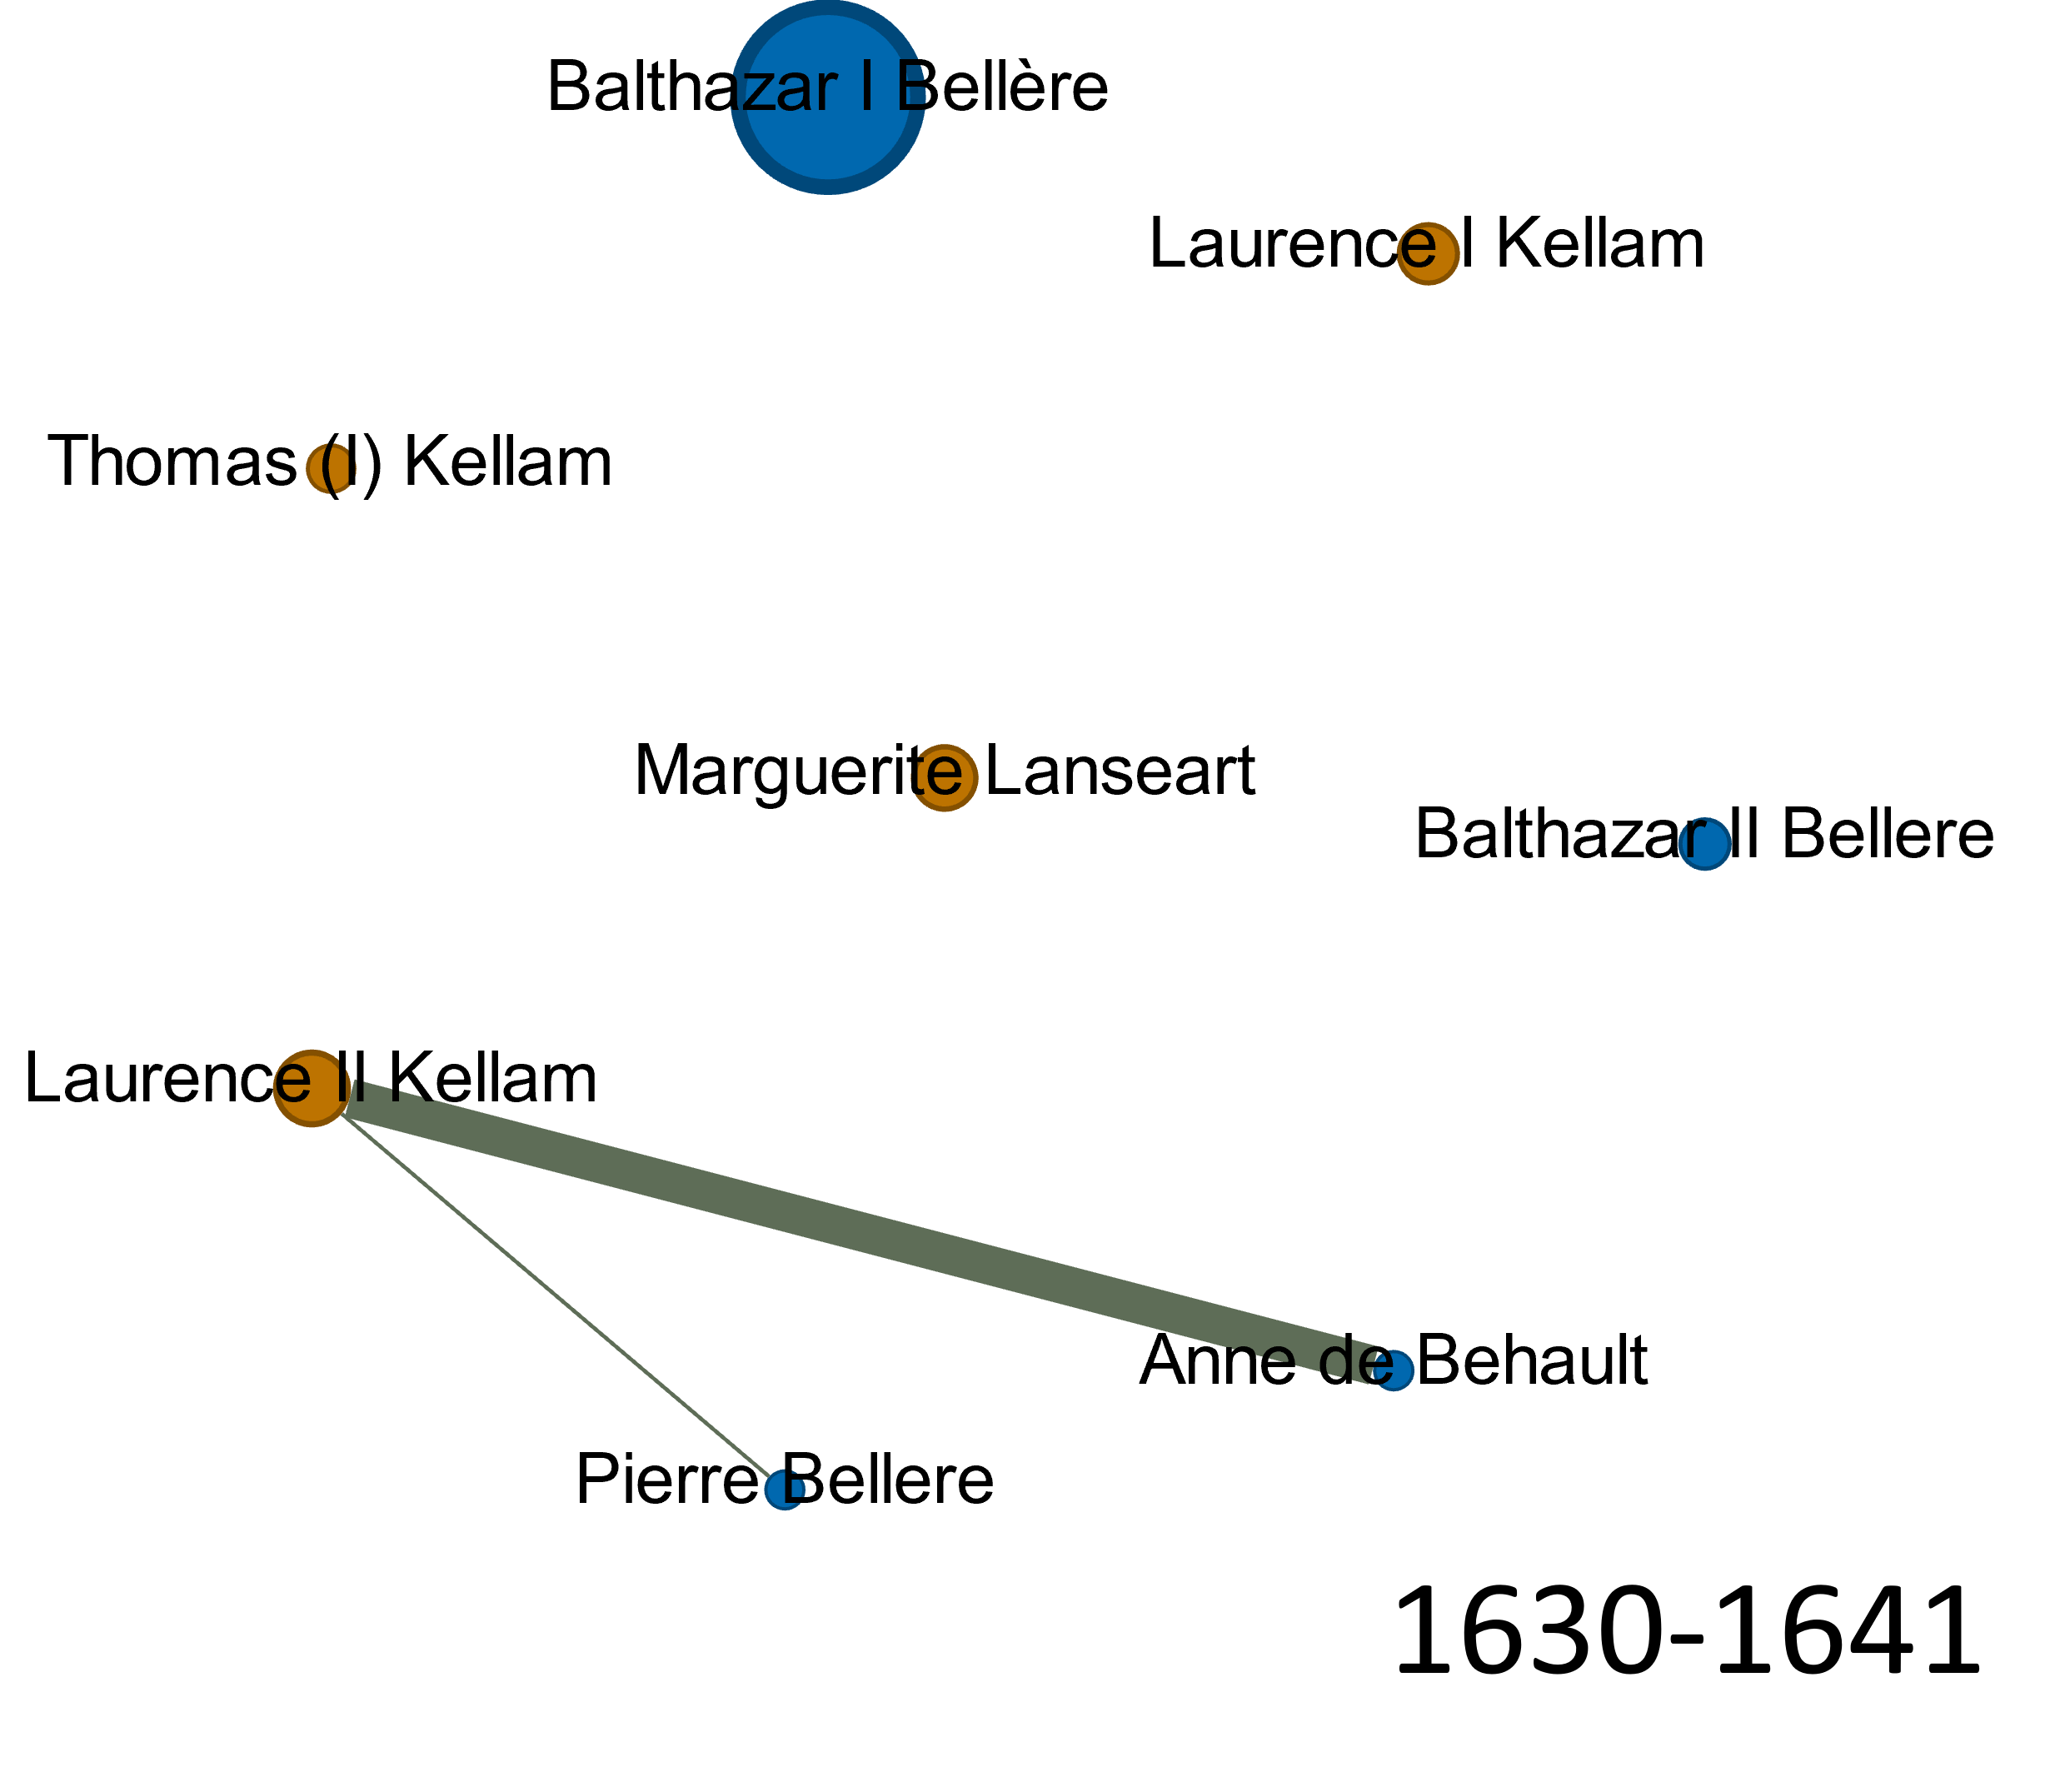 Balthazar I Bellère
Laurence I Kellam
Thomas (I) Kellam
Marguerite Lanseart
Balthazar II Bellere
Laurence II Kellam
Anne de Behault
Pierre Bellere
1630-1641